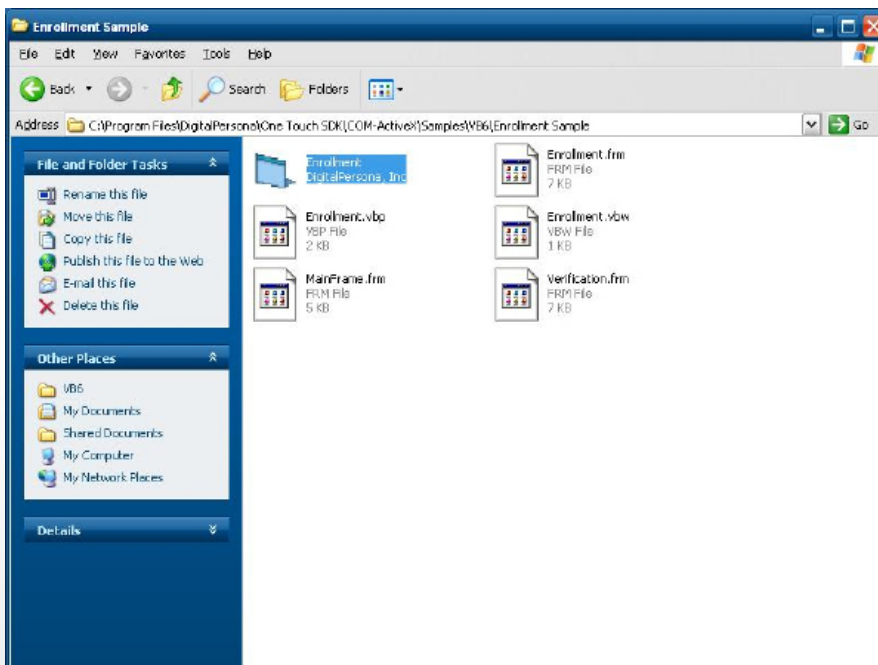 Enrollment Sample
File Edit View Favorites Tools Help
Back Search Folders
Address C:\Program Files\DigitalPersona\One Touch SDK\COM-ActiveX\Samples\VB6\Enrollment Sample Go
File and Folder Tasks
Rename this file
Move this file
Copy this file
Publish this file to the Web
E-mail this file
Delete this file
Other Places
VB6
My Documents
Shared Documents
My Computer
My Network Places
Details
Enrollment
DigitalPersona, Inc
Enrollment.frm
FRM File
7 KB
Enrollment.vbp
VBP File
2 KB
Enrollment.vbw
VBW File
1 KB
MainFrame.frm
FRM File
5 KB
Verification.frm
FRM File
7 KB